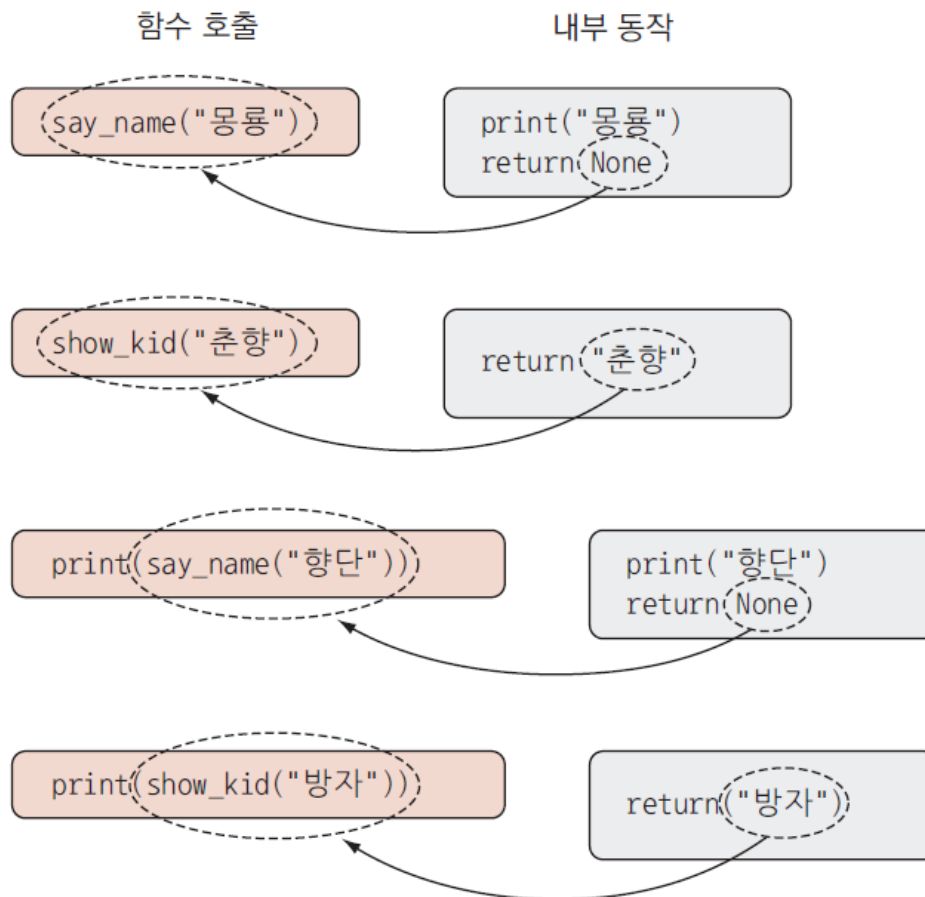 함수 호출
내부 동작
say_name("몽룡")
print("몽룡")
return None
show_kid("춘향")
return "춘향"
print(say_name("향단"))
print("향단")
return None
print(show_kid("방자"))
return("방자")